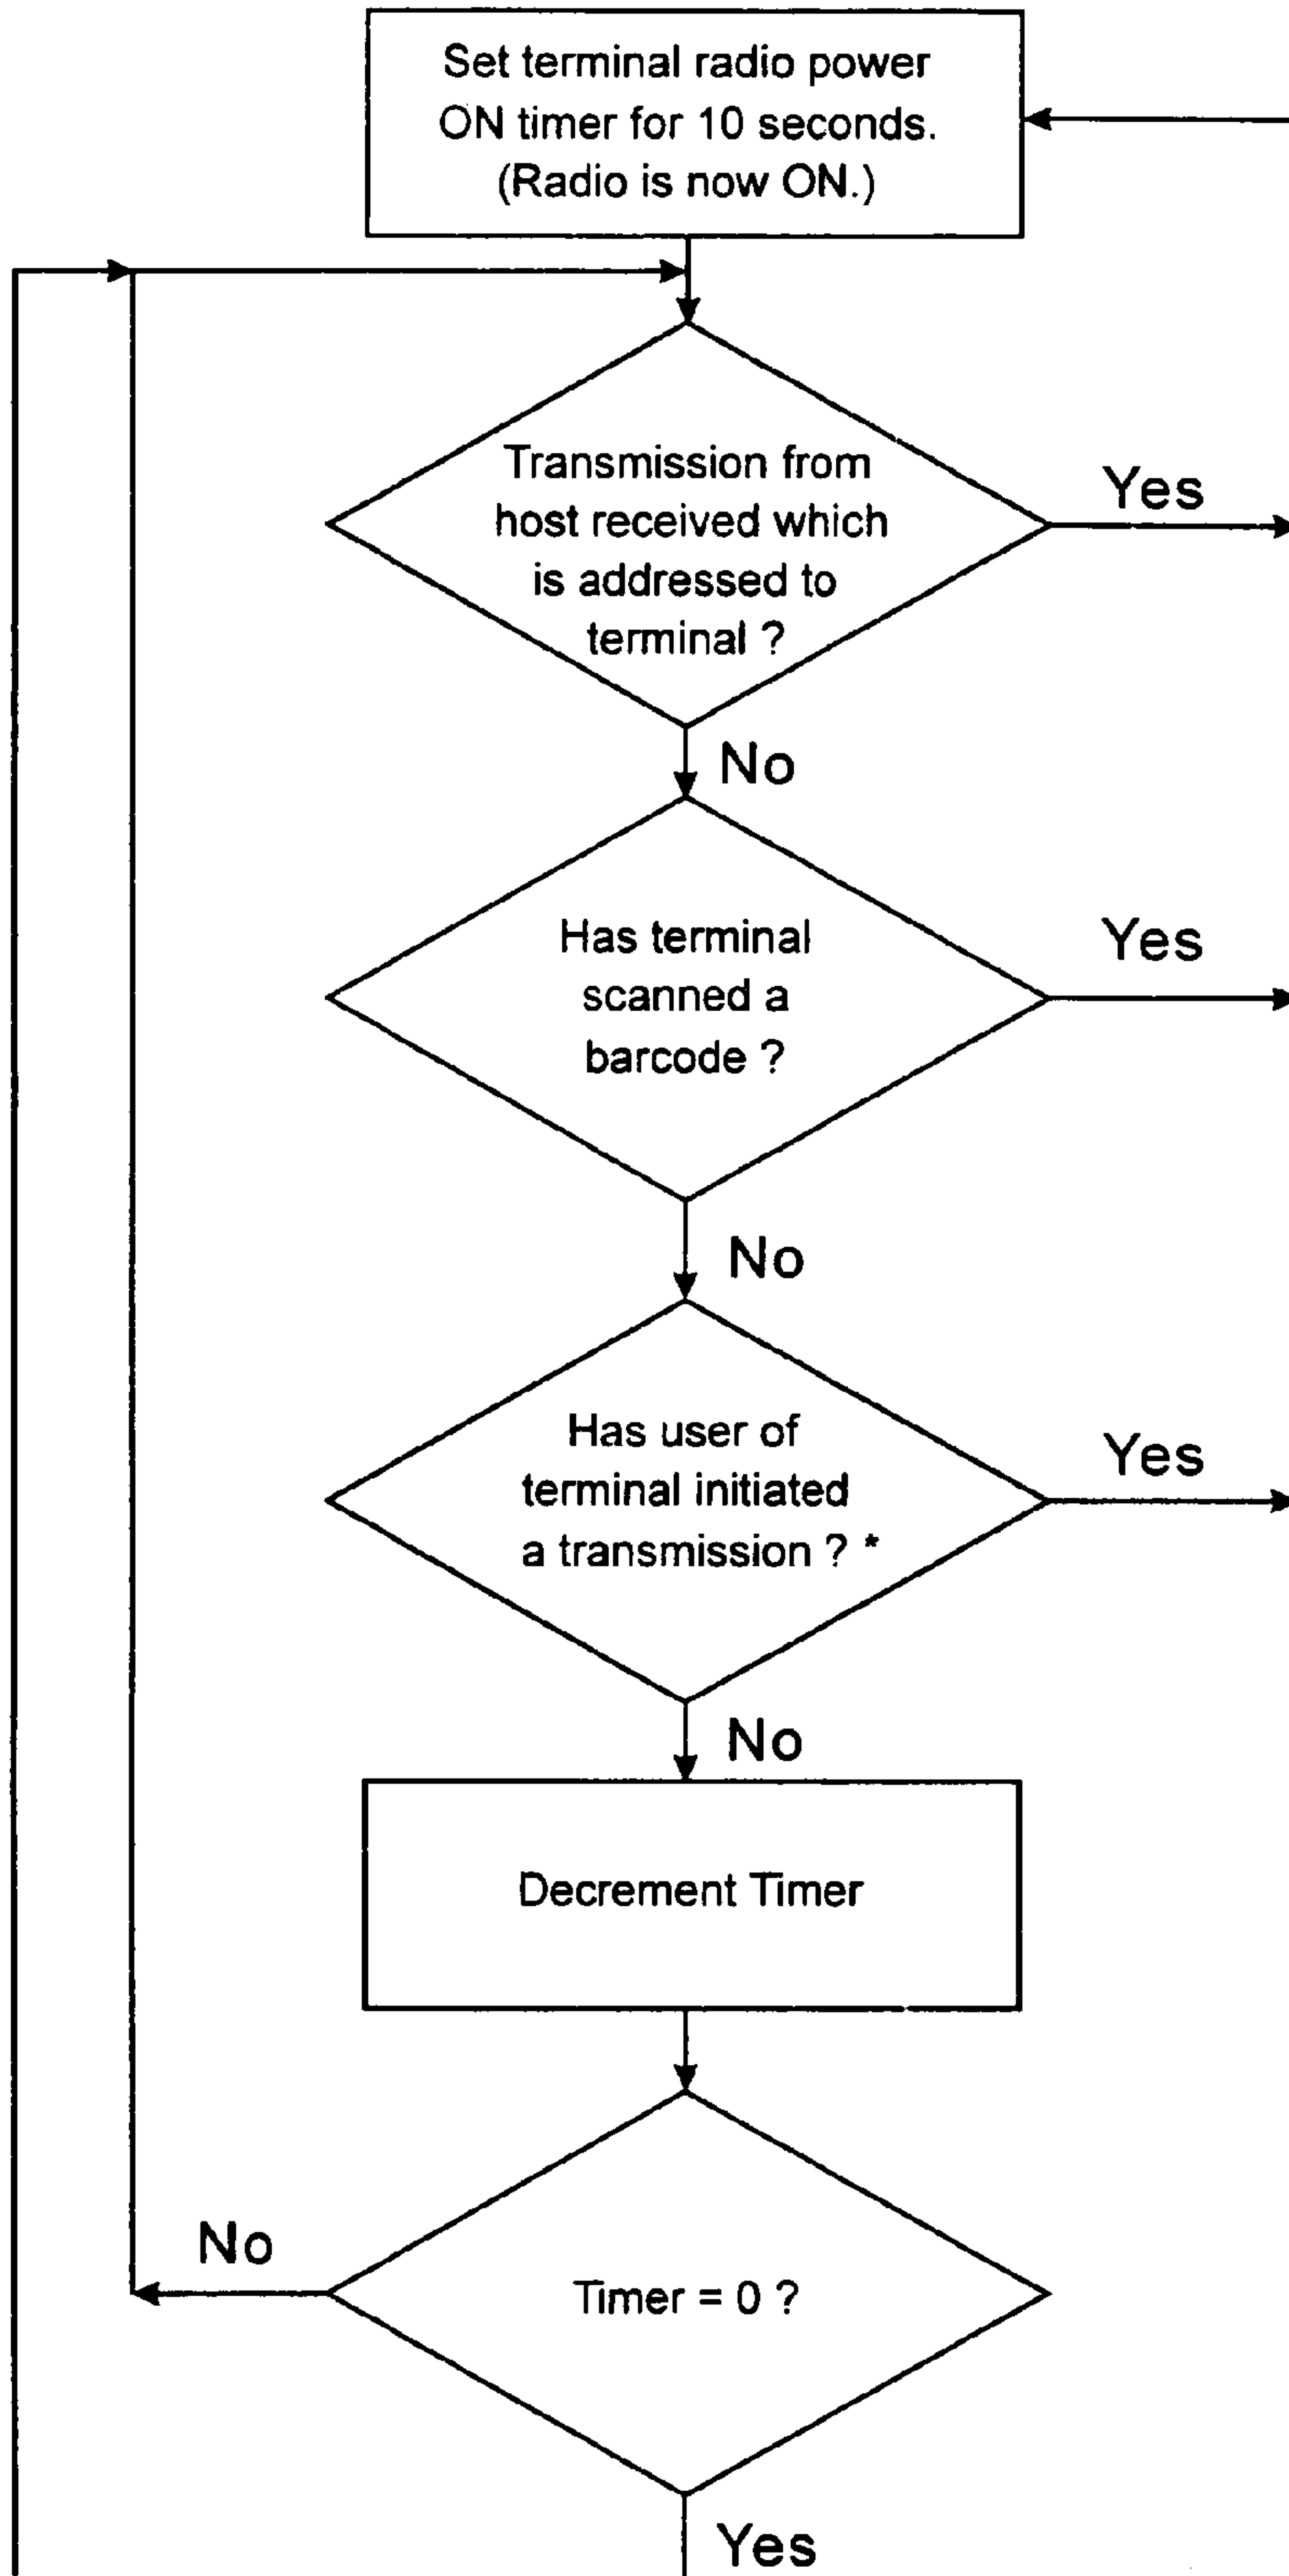 Set terminal radio power
ON timer for 10 seconds.
(Radio is now ON.)
Transmission from
host received which
is addressed to
terminal ?
Yes
No
Has terminal
scanned a
barcode ?
Yes
No
Has user of
terminal initiated
a transmission ? *
Yes
No
Decrement Timer
Timer = 0 ?
No
Yes